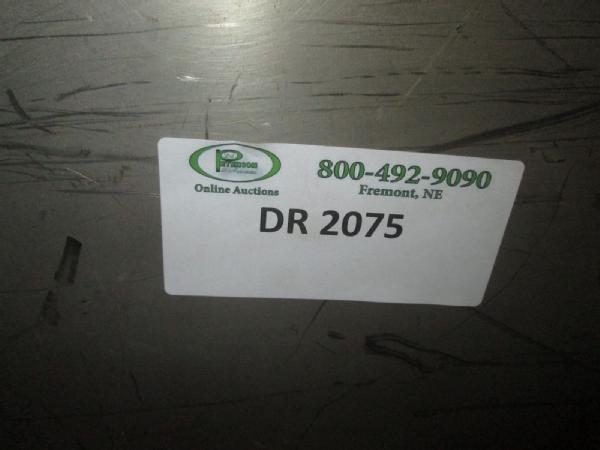 800-492-9090
Online Auctions
Fremont, NE
DR 2075